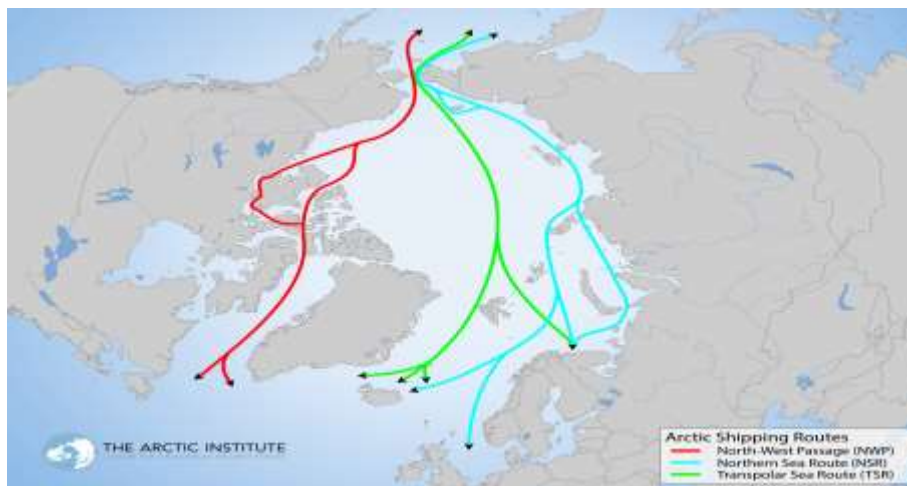 THE ARCTIC INSTITUTE
Arctic Shipping Routes
North-West Passage (NWP)
Northern Sea Route (NSR)
Transpolar Sea Route (TSR)